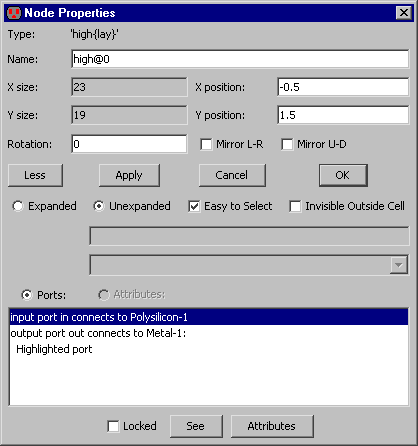 Node Properties
Type: 'high{lay}'
Name: high@0
X size: 23 X position: -0.5
Y size: 19 Y position: 1.5
Rotation: 0 Mirror L-R Mirror U-D
Less Apply Cancel OK
Expanded Unexpanded Easy to Select Invisible Outside Cell
Ports: Attributes:
input port in connects to Polysilicon-1
output port out connects to Metal-1:
Highlighted port
Locked See Attributes